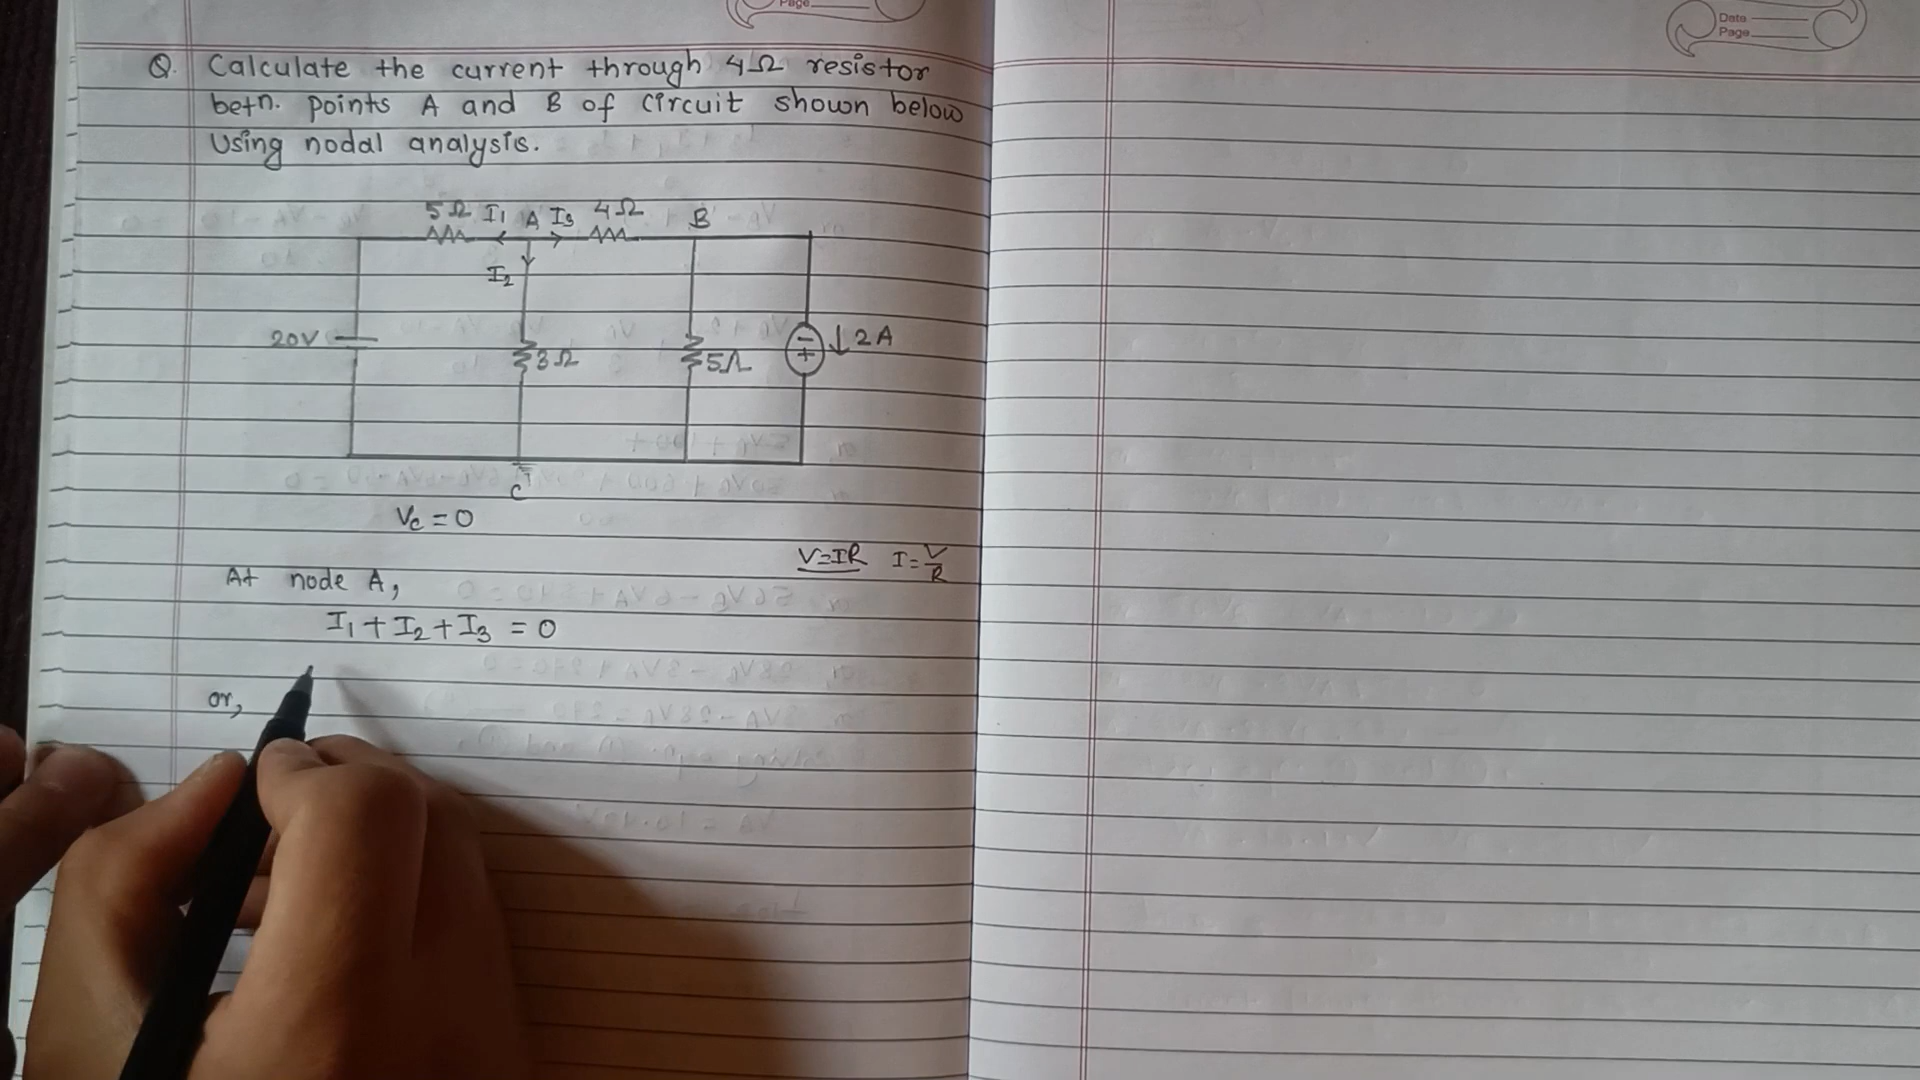 Page
Date
Page
Q. Calculate the current through 4Ω resistor
betn. points A and B of circuit shown below
Using nodal analysis.
5Ω I1 A I3 4Ω B
I2
20V
3Ω
5Ω
- +
↓2A
C
Vc = 0
V=IR I = V/R
At node A,
I1 + I2 + I3 = 0
or,